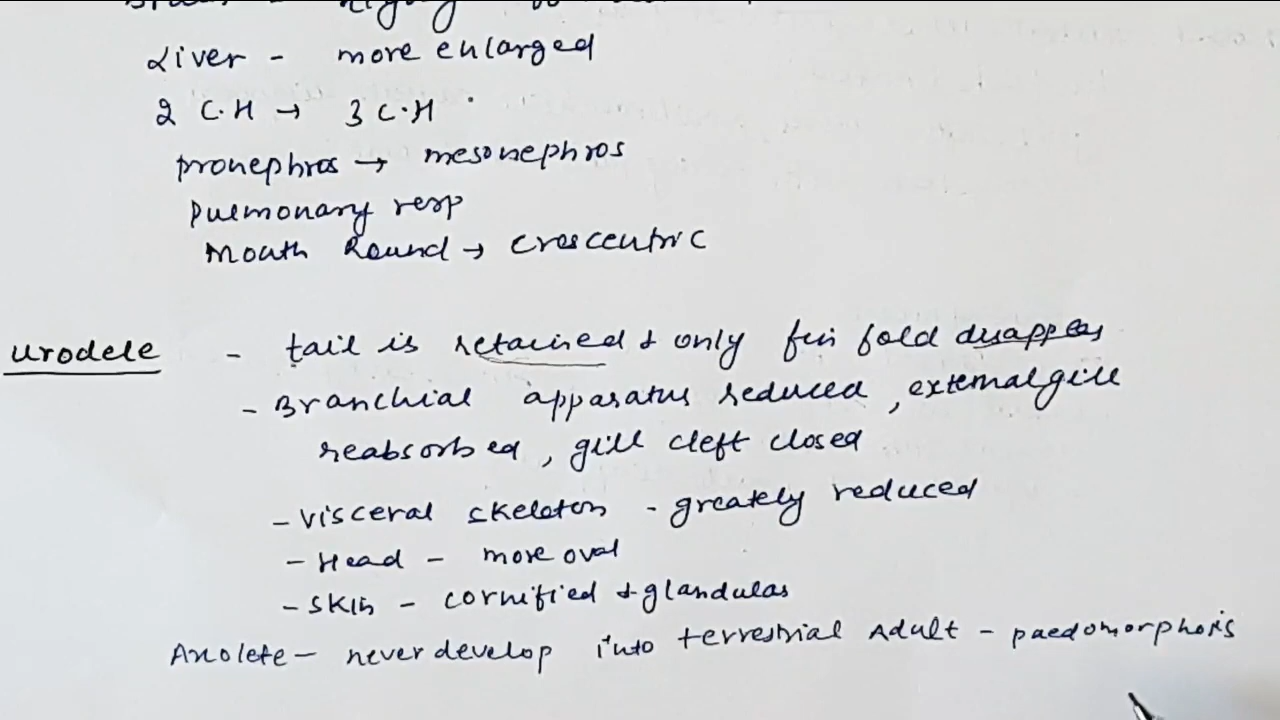 Liver - more enlarged
2 C.H → 3 C.H
pronephros → mesonephros
pulmonary resp
Mouth Round → crescentric
urodele - tail is retained & only fin fold disappears
- Branchial apparatus reduced, external gill
reabsorbed, gill cleft closed
- visceral skeleton - greately reduced
- Head - more oval
- Skin - cornified & glandular
Axolete - never develop into terrestrial Adult - paedomorphosis